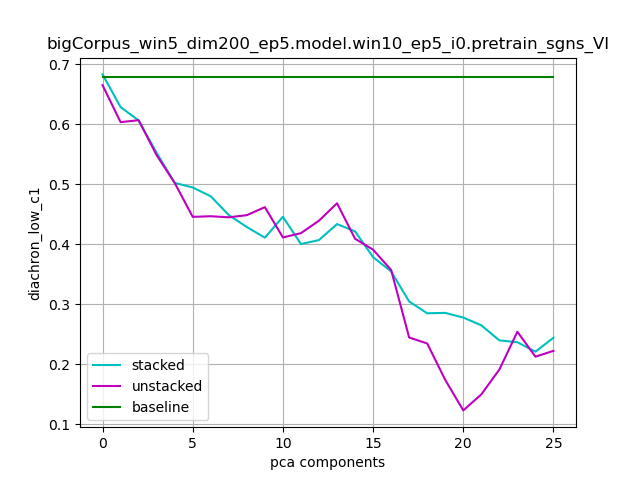 bigCorpus_win5_dim200_ep5.model.win10_ep5_i0.pretrain_sgns_VI
0.7
0.6
0.5
0.4
0.3
0.2
0.1
diachron_low_c1
stacked
unstacked
baseline
0 5 10 15 20 25
pca components